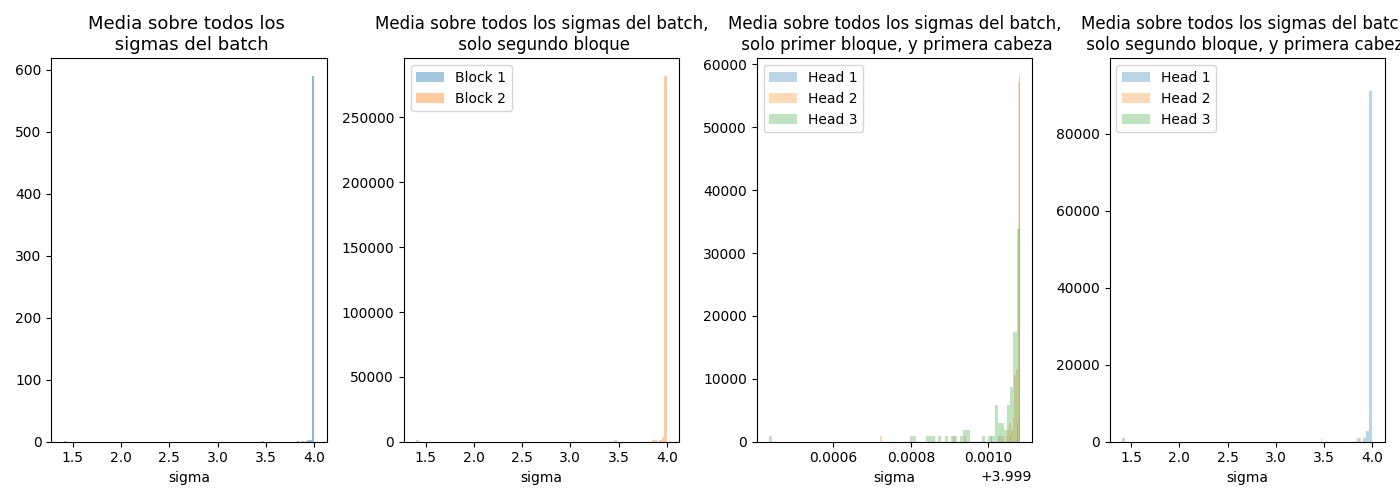 Media sobre todos los
sigmas del batch
600
500
400
300
200
100
0
1.5 2.0 2.5 3.0 3.5 4.0
sigma
Media sobre todos los sigmas del batch,
solo segundo bloque
Block 1
Block 2
250000
200000
150000
100000
50000
0
1.5 2.0 2.5 3.0 3.5 4.0
sigma
Media sobre todos los sigmas del batch,
solo primer bloque, y primera cabeza
Head 1
Head 2
Head 3
60000
50000
40000
30000
20000
10000
0
0.0006 0.0008 0.0010
sigma
+3.999
Media sobre todos los sigmas del batc
solo segundo bloque, y primera cabez
Head 1
Head 2
Head 3
80000
60000
40000
20000
0
1.5 2.0 2.5 3.0 3.5 4.0
sigma